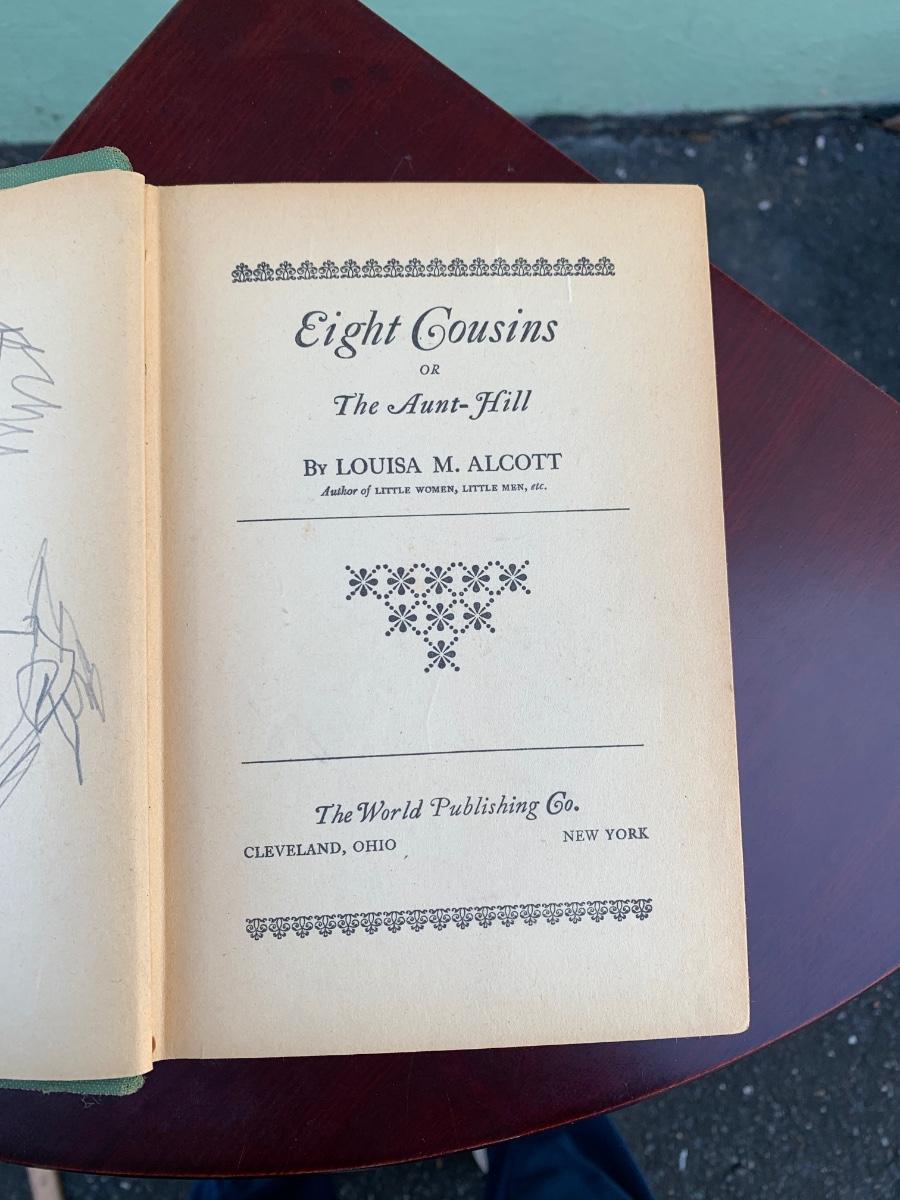 Eight Cousins
OR
The Aunt-Hill
By LOUISA M. ALCOTT
Author of LITTLE WOMEN, LITTLE MEN, etc.
The World Publishing Co.
CLEVELAND, OHIO NEW YORK